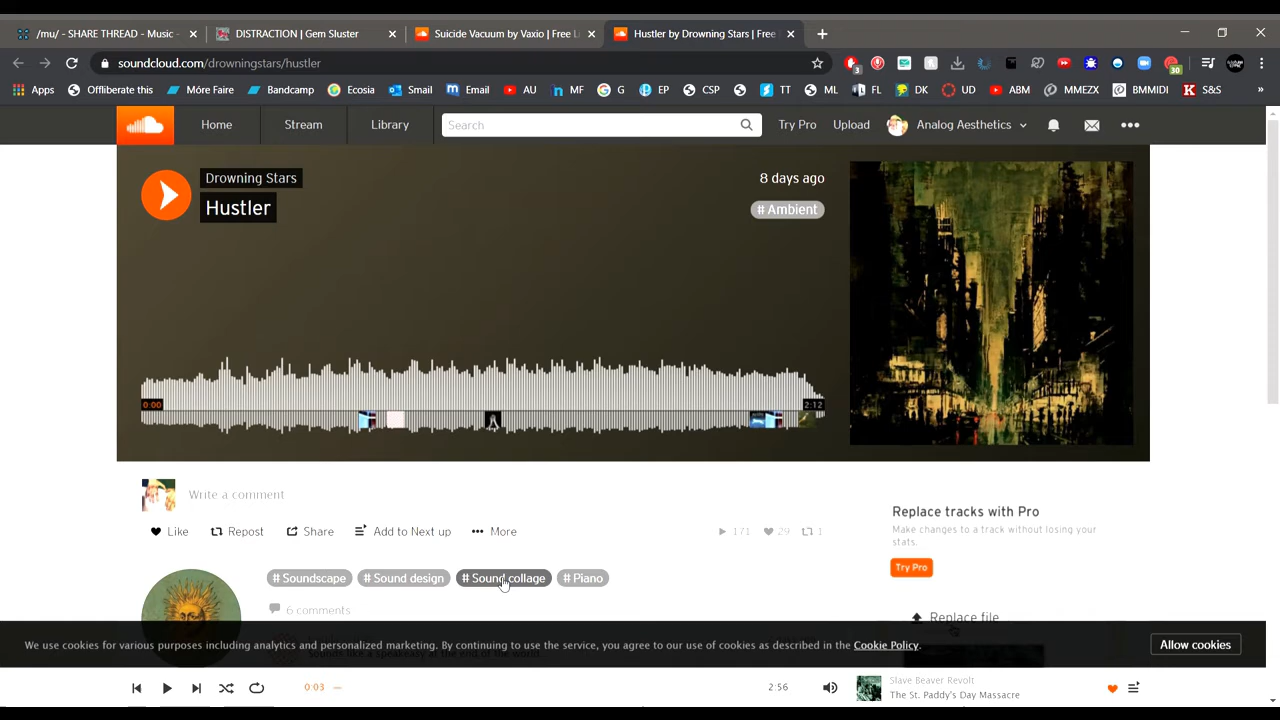 /mu/ - SHARE THREAD - Music -
DISTRACTION | Gem Sluster
Suicide Vacuum by Vaxio | Free L
Hustler by Drowning Stars | Free
soundcloud.com/drowningstars/hustler
3
30
Apps
Offliberate this
Móre Faire
Bandcamp
Ecosia
Smail
Email
AU
MF
G
EP
CSP
TT
ML
FL
DK
UD
ABM
MMEZX
BMMIDI
S&S
»
Home
Stream
Library
Search
Try Pro
Upload
Analog Aesthetics
Drowning Stars
8 days ago
Hustler
# Ambient
0:00
2:12
Write a comment
Like
Repost
Share
Add to Next up
More
171
29
1
Replace tracks with Pro
Make changes to a track without losing your
stats.
Try Pro
# Soundscape
# Sound design
# Sound collage
# Piano
6 comments
Replace file
We use cookies for various purposes including analytics and personalized marketing. By continuing to use the service, you agree to our use of cookies as described in the Cookie Policy.
Allow cookies
0:03
2:56
Slave Beaver Revolt
The St. Paddy's Day Massacre